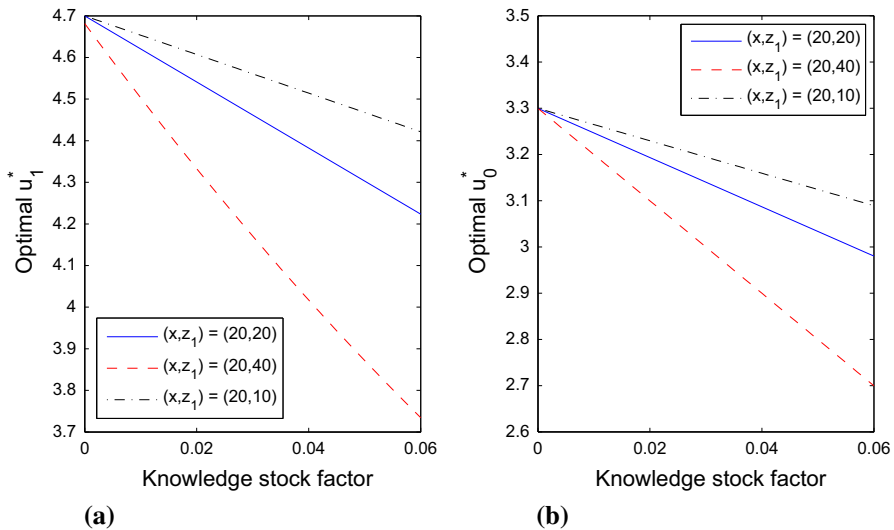 4.7
4.6
4.5
4.4
4.3
4.2
4.1
4
3.9
3.8
3.7
Optimal u₁*
(x,z₁) = (20,20)
(x,z₁) = (20,40)
(x,z₁) = (20,10)
0
0.02
0.04
0.06
Knowledge stock factor
(a)
3.5
3.4
3.3
3.2
3.1
3
2.9
2.8
2.7
2.6
Optimal u₀*
(x,z₁) = (20,20)
(x,z₁) = (20,40)
(x,z₁) = (20,10)
0
0.02
0.04
0.06
Knowledge stock factor
(b)